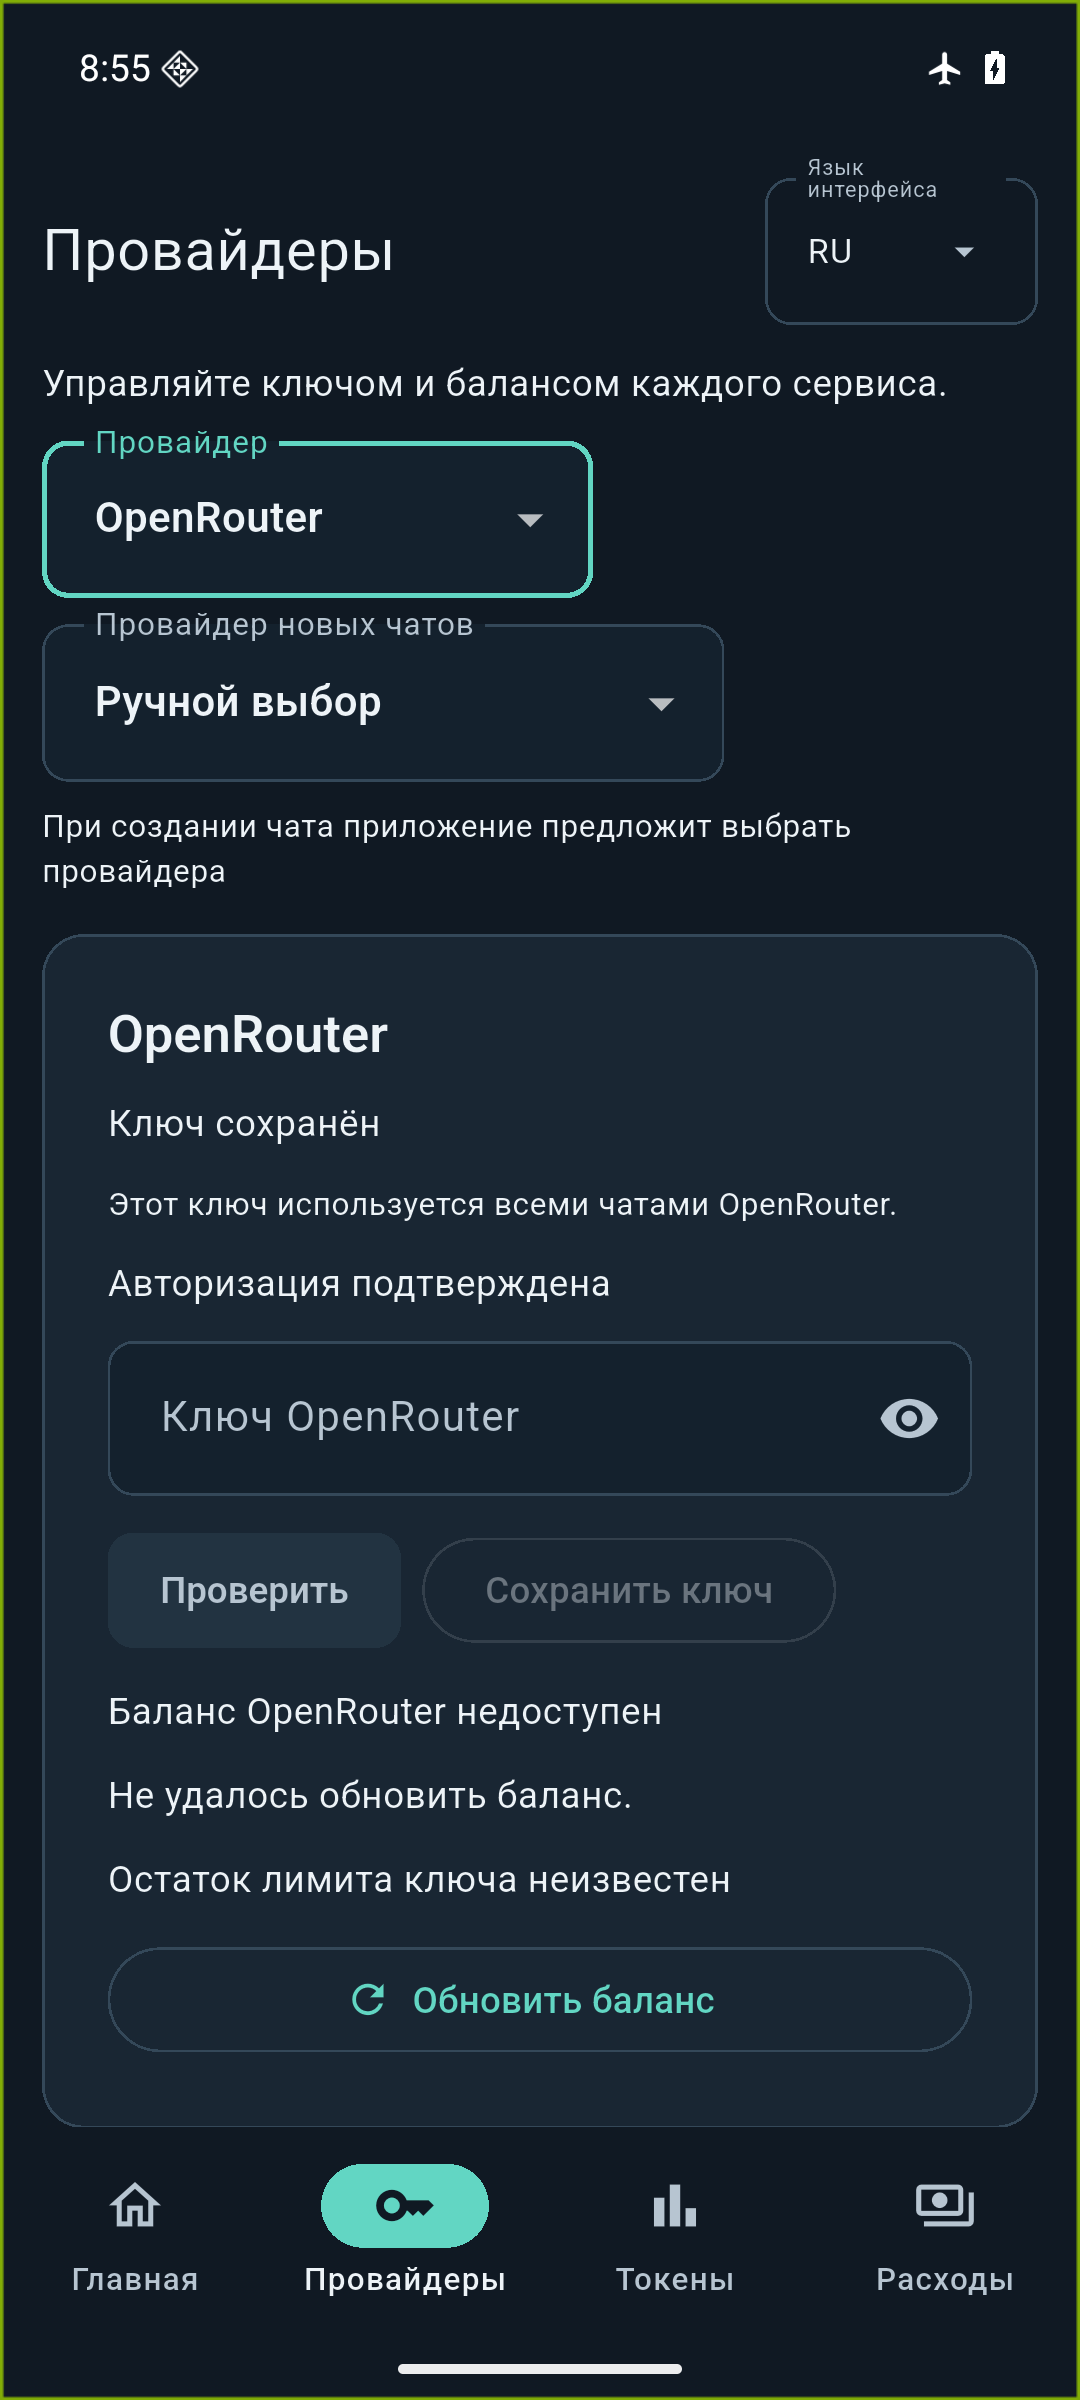 8:55
Язык
интерфейса
Провайдеры
RU
Управляйте ключом и балансом каждого сервиса.
Провайдер
OpenRouter
Провайдер новых чатов
Ручной выбор
При создании чата приложение предложит выбрать
провайдера
OpenRouter
Ключ сохранён
Этот ключ используется всеми чатами OpenRouter.
Авторизация подтверждена
Ключ OpenRouter
Проверить
Сохранить ключ
Баланс OpenRouter недоступен
Не удалось обновить баланс.
Остаток лимита ключа неизвестен
Обновить баланс
Главная
Провайдеры
Токены
Расходы